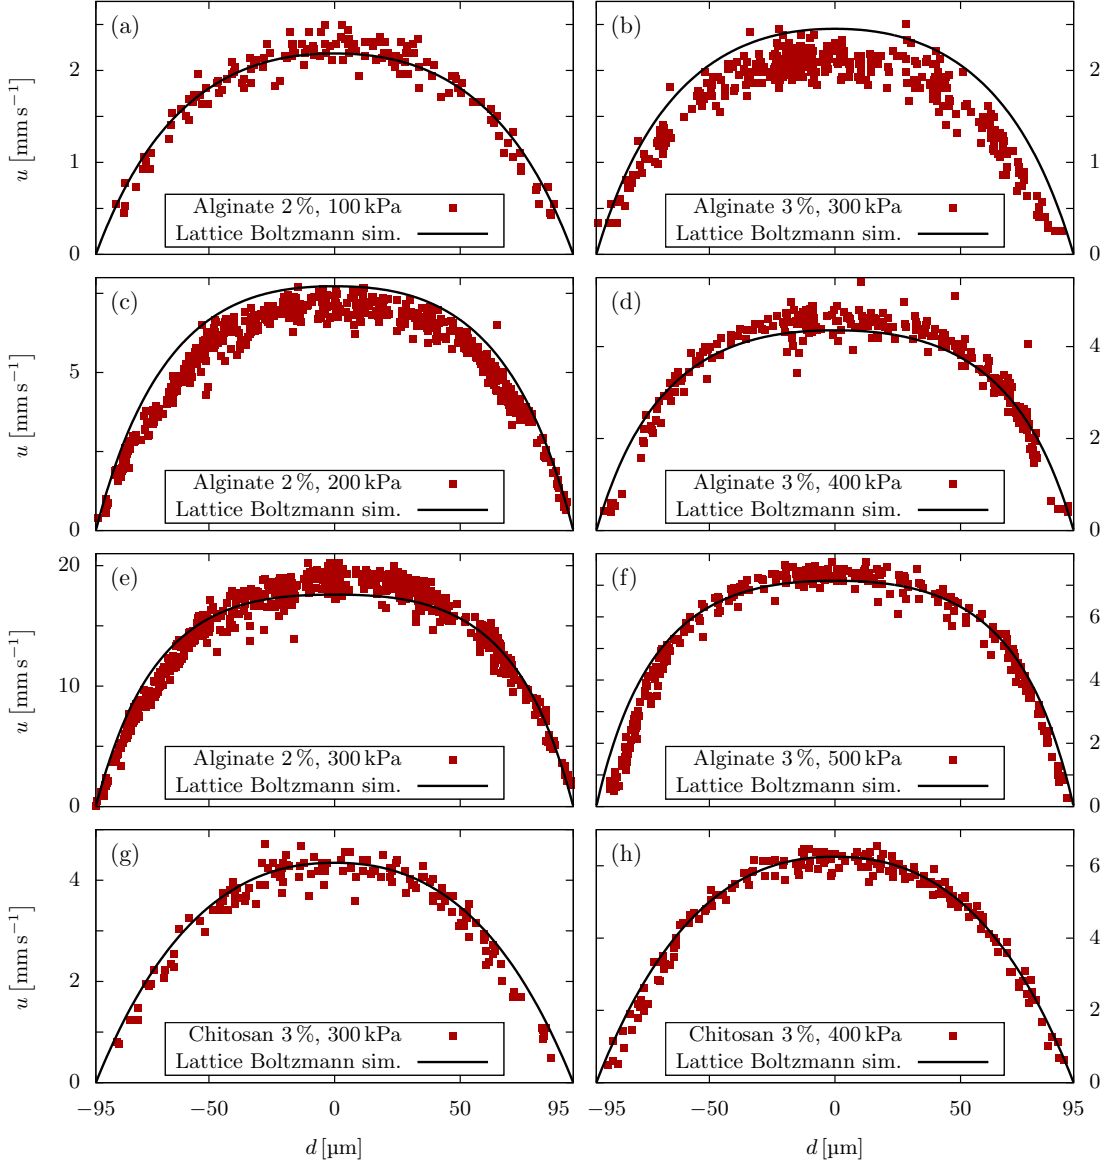 (a)
Alginate 2 %, 100 kPa
Lattice Boltzmann sim.
u [mm s⁻¹]
0
1
2
(b)
Alginate 3 %, 300 kPa
Lattice Boltzmann sim.
0
1
2
(c)
Alginate 2 %, 200 kPa
Lattice Boltzmann sim.
u [mm s⁻¹]
0
5
(d)
Alginate 3 %, 400 kPa
Lattice Boltzmann sim.
0
2
4
(e)
Alginate 2 %, 300 kPa
Lattice Boltzmann sim.
u [mm s⁻¹]
0
10
20
(f)
Alginate 3 %, 500 kPa
Lattice Boltzmann sim.
0
2
4
6
(g)
Chitosan 3 %, 300 kPa
Lattice Boltzmann sim.
u [mm s⁻¹]
0
2
4
(h)
Chitosan 3 %, 400 kPa
Lattice Boltzmann sim.
0
2
4
6
−95 −50 0 50 95
d [µm]
−95 −50 0 50 95
d [µm]